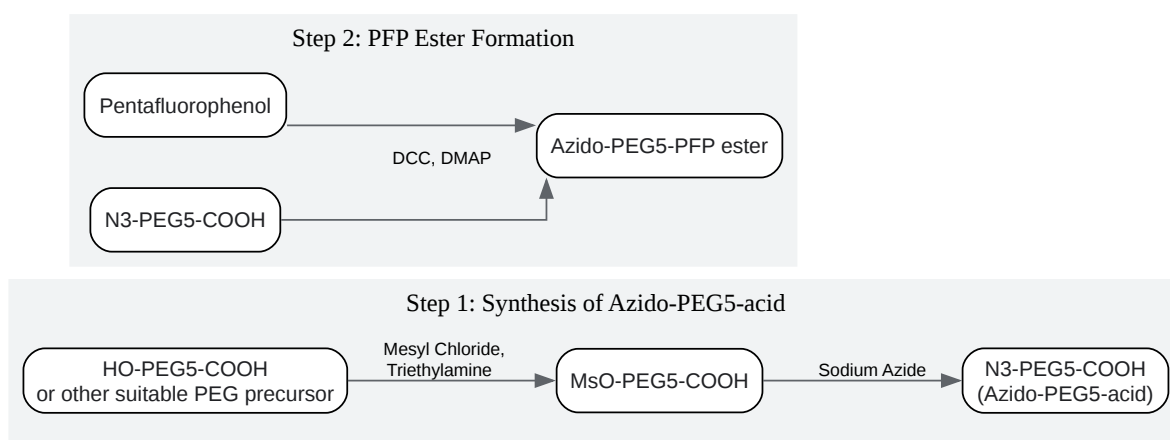 Step 2: PFP Ester Formation
Pentafluorophenol
DCC, DMAP
Azido-PEG5-PFP ester
N3-PEG5-COOH
Step 1: Synthesis of Azido-PEG5-acid
HO-PEG5-COOH
or other suitable PEG precursor
Mesyl Chloride,
Triethylamine
MsO-PEG5-COOH
Sodium Azide
N3-PEG5-COOH
(Azido-PEG5-acid)